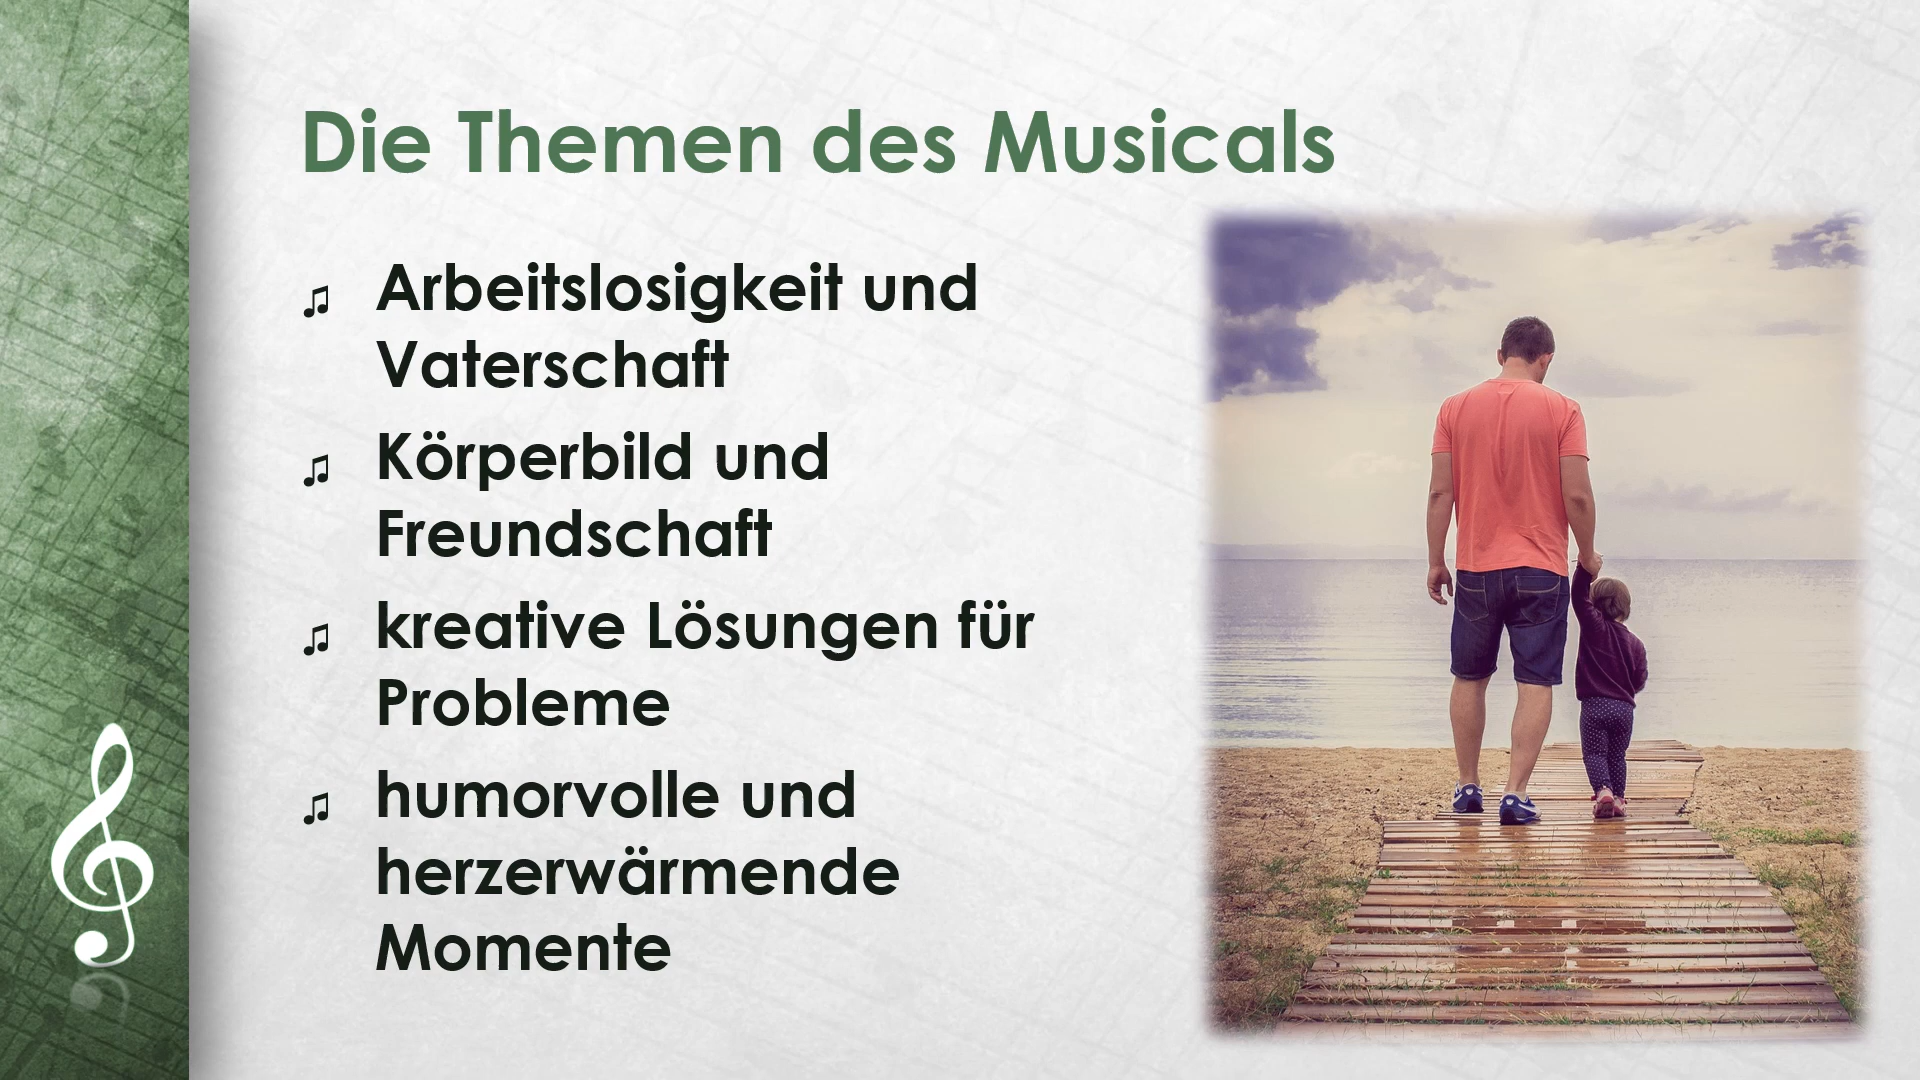 Die Themen des Musicals
♫ Arbeitslosigkeit und
Vaterschaft
♫ Körperbild und
Freundschaft
♫ kreative Lösungen für
Probleme
♫ humorvolle und
herzerwärmende
Momente